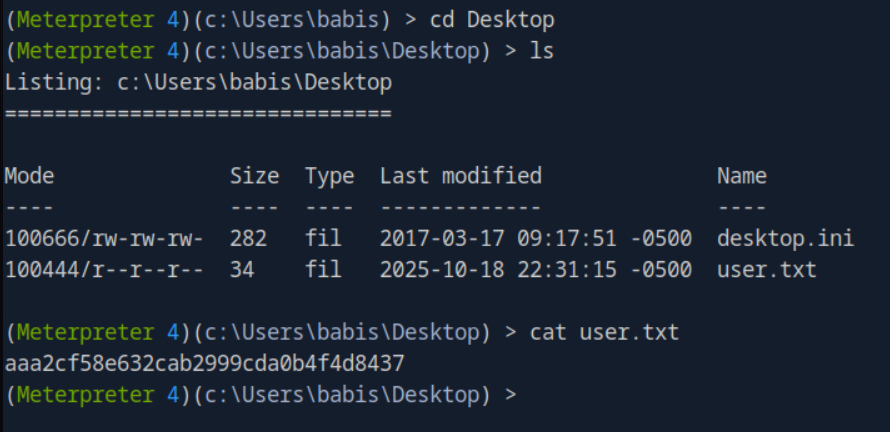 (Meterpreter 4)(c:\Users\babis) > cd Desktop
(Meterpreter 4)(c:\Users\babis\Desktop) > ls
Listing: c:\Users\babis\Desktop
===============================
Mode Size Type Last modified Name
---- ---- ---- ------------- ----
100666/rw-rw-rw- 282 fil 2017-03-17 09:17:51 -0500 desktop.ini
100444/r--r--r-- 34 fil 2025-10-18 22:31:15 -0500 user.txt
(Meterpreter 4)(c:\Users\babis\Desktop) > cat user.txt
aaa2cf58e632cab2999cda0b4f4d8437
(Meterpreter 4)(c:\Users\babis\Desktop) >